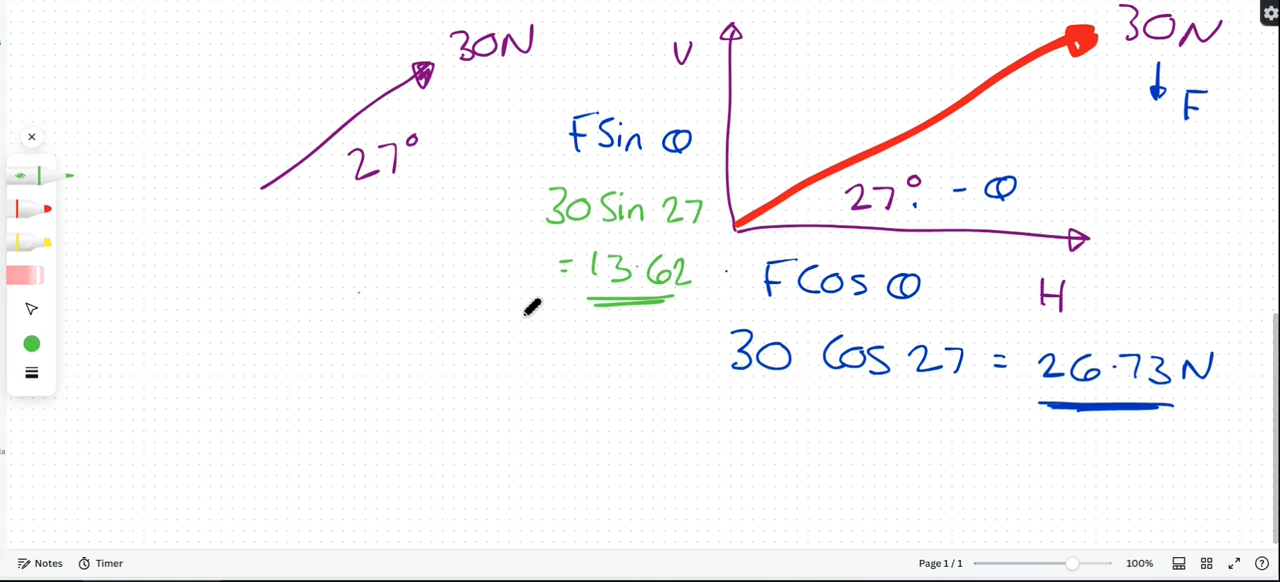 30N
27°
V
30N
F
F Sin θ
27° - θ
30 Sin 27
= 13.62
F Cos θ
H
30 Cos 27 = 26.73N
Notes
Timer
Page 1 / 1
100%